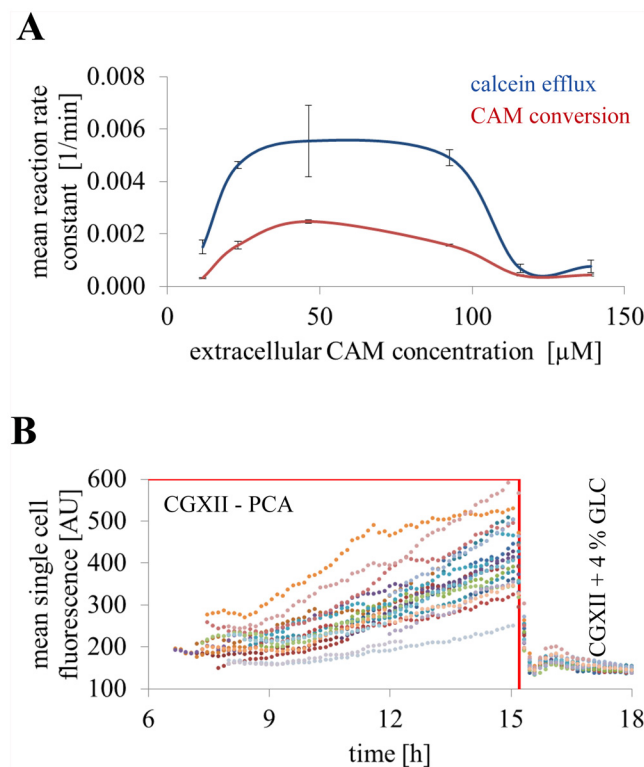 A
0.008
0.006
0.004
0.002
0.000
mean reaction rate
constant [1/min]
calcein efflux
CAM conversion
0
50
100
150
extracellular CAM concentration [µM]
B
600
500
400
300
200
100
mean single cell
fluorescence [AU]
CGXII - PCA
CGXII + 4 % GLC
6
9
12
15
18
time [h]